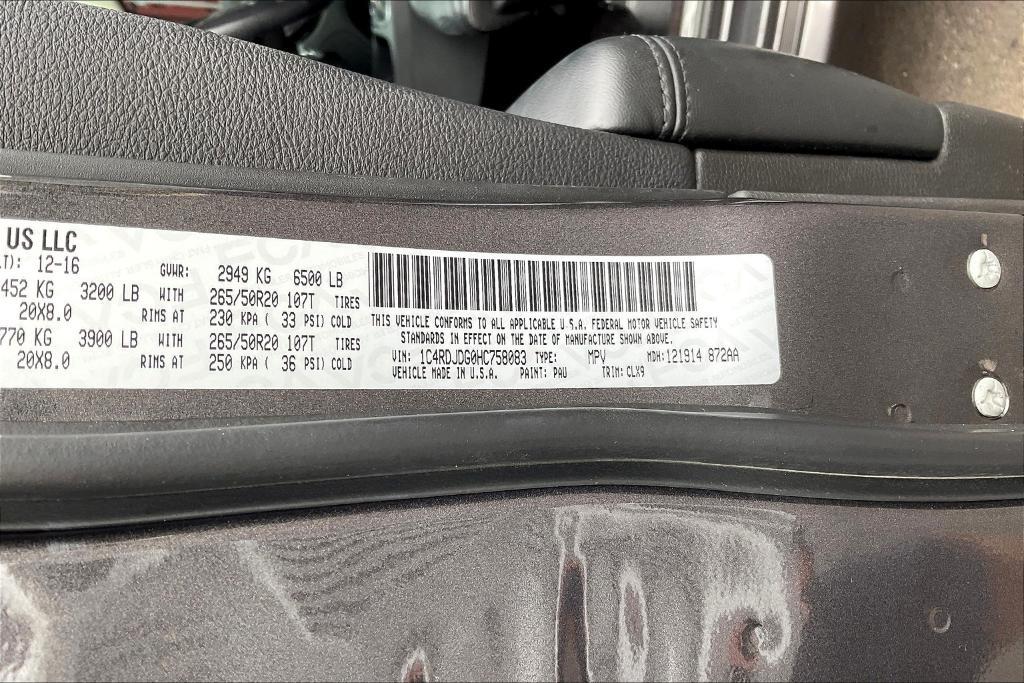 US LLC
LT): 12-16 GVWR: 2949 KG 6500 LB
452 KG 3200 LB WITH 265/50R20 107T TIRES
20X8.0 RIMS AT 230 KPA ( 33 PSI) COLD
770 KG 3900 LB WITH 265/50R20 107T TIRES
20X8.0 RIMS AT 250 KPA ( 36 PSI) COLD
THIS VEHICLE CONFORMS TO ALL APPLICABLE U.S.A. FEDERAL MOTOR VEHICLE SAFETY
STANDARDS IN EFFECT ON THE DATE OF MANUFACTURE SHOWN ABOVE.
VIN: 1C4RDJDG0HC758083 TYPE: MPV MDH: 121914 872AA
VEHICLE MADE IN U.S.A. PAINT: PAU TRIM: CLX9